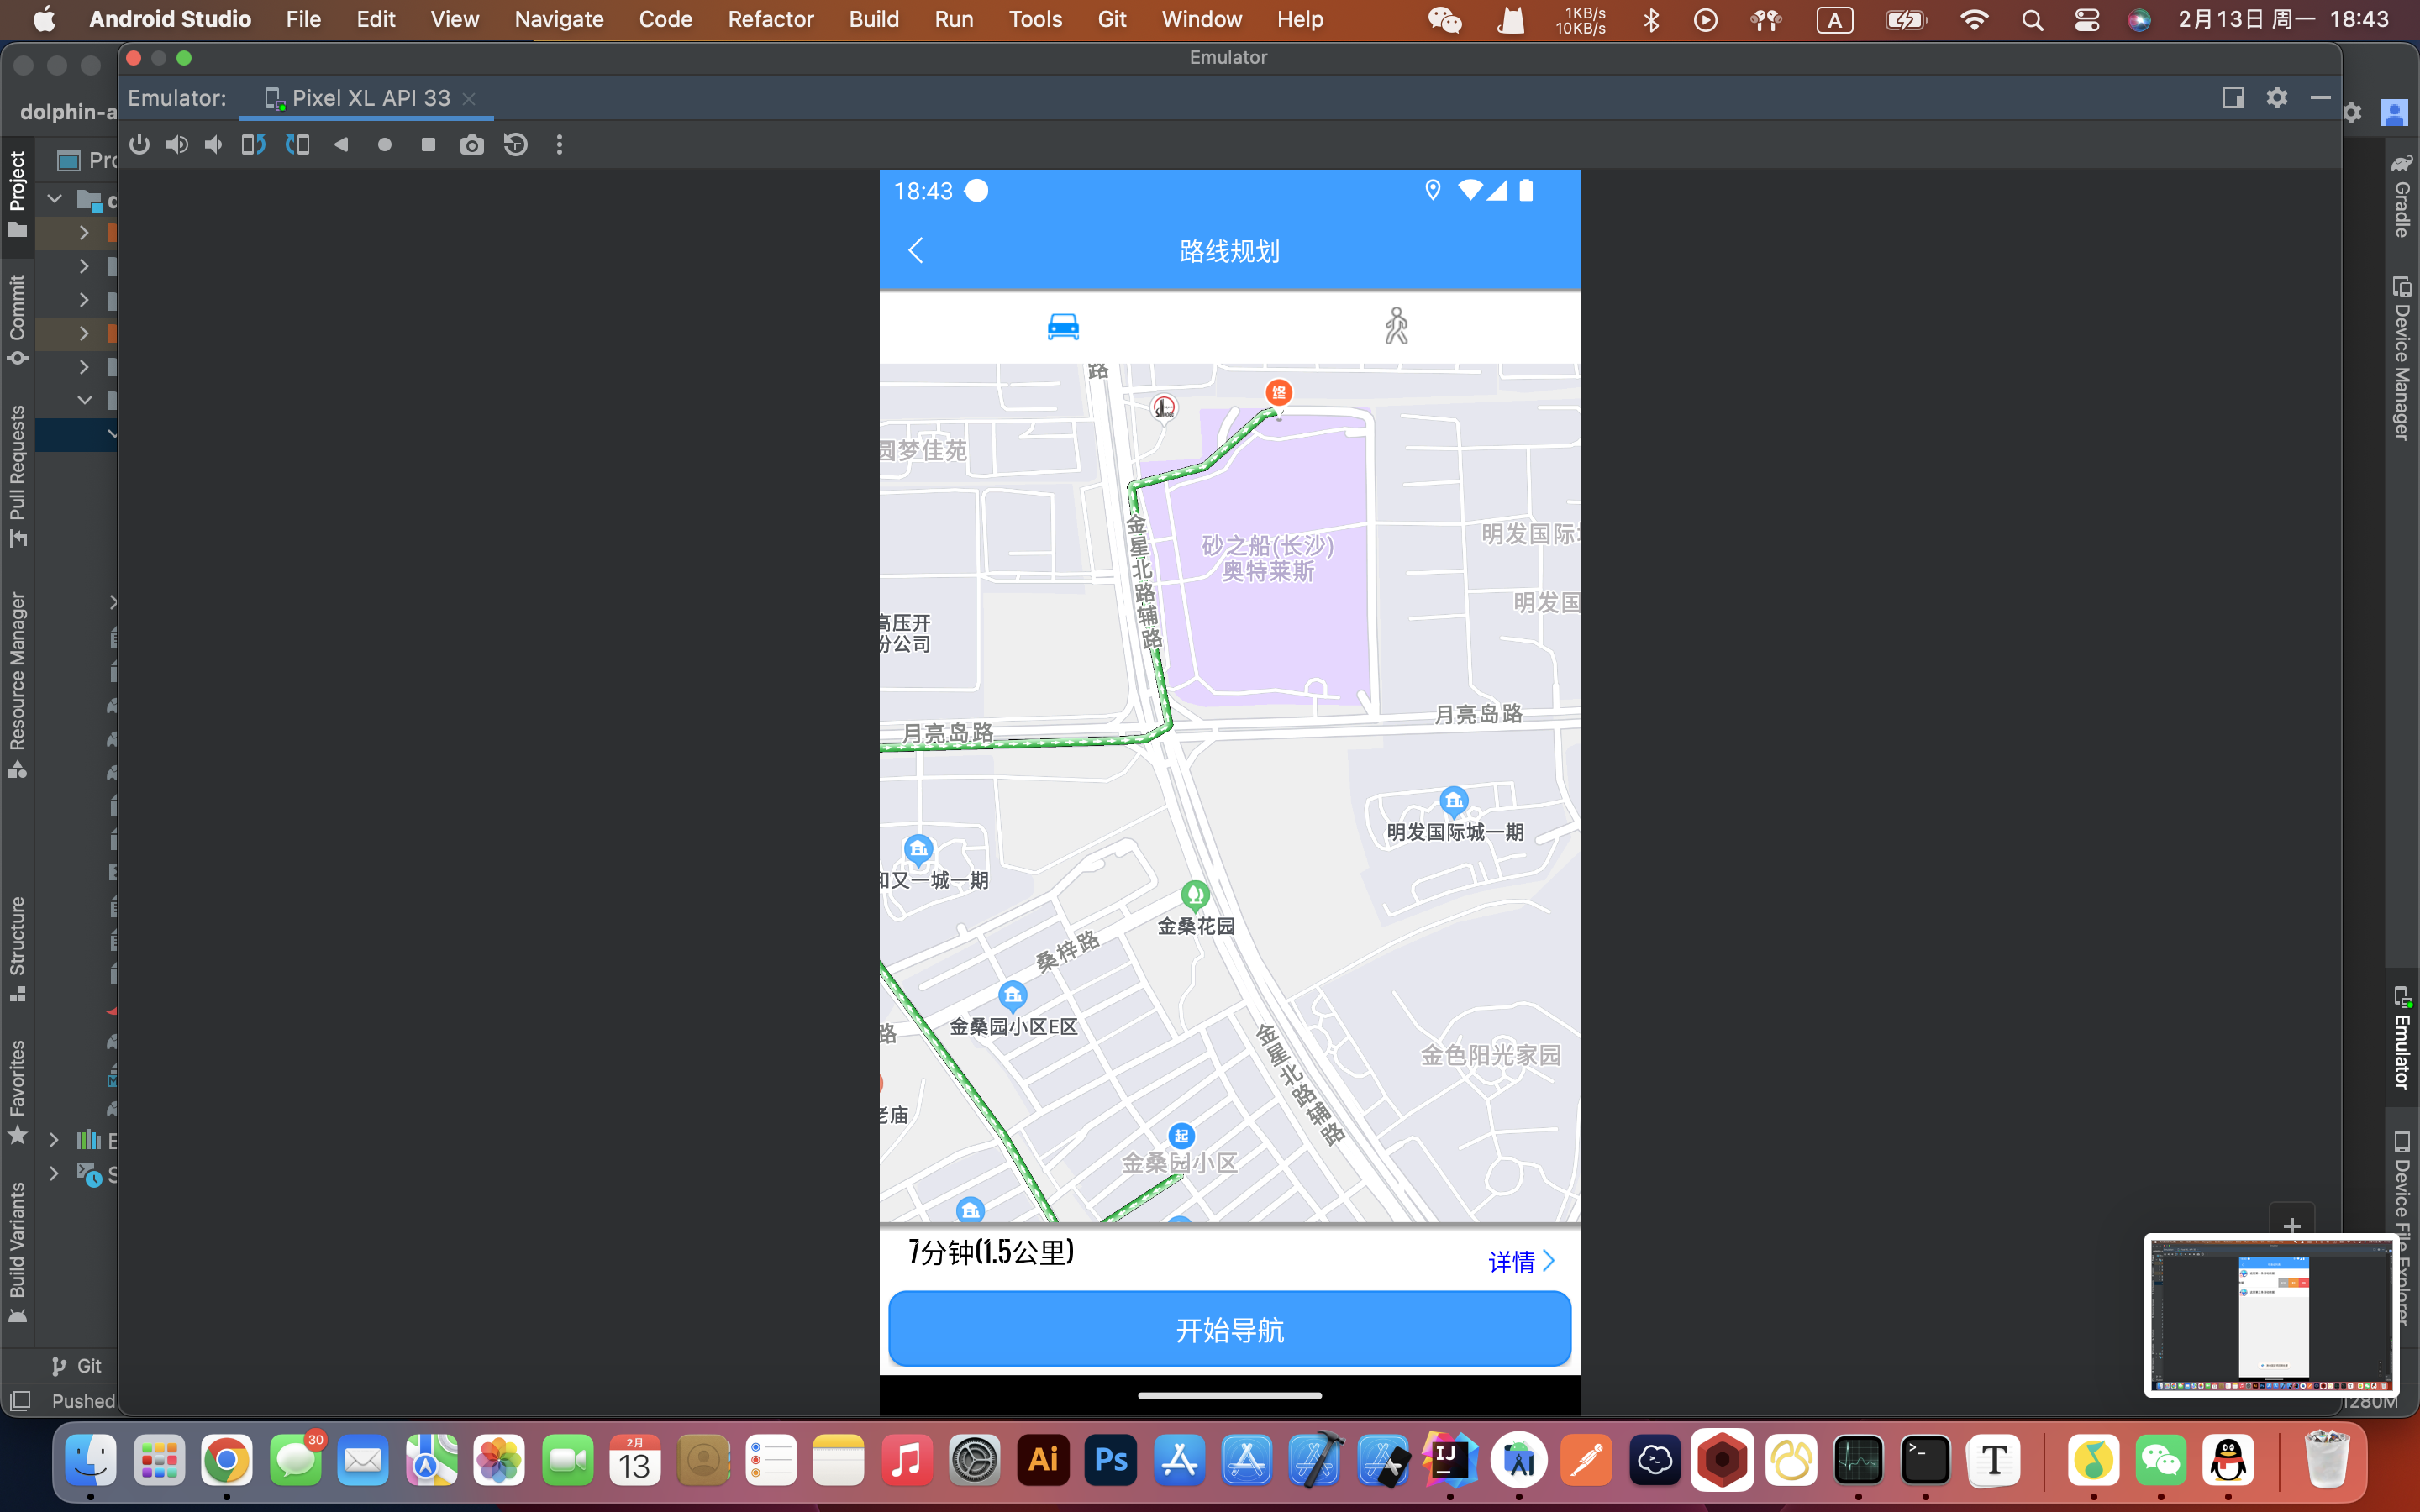 Android Studio File Edit View Navigate Code Refactor Build Run Tools Git Window Help
1KB/s
10KB/s
A
2月13日 周一 18:43
Emulator
dolphin-a
Emulator: Pixel XL API 33
Project
Commit
Pull Requests
Resource Manager
Structure
Favorites
Build Variants
Git
Pushed
Gradle
Device Manager
Emulator
Device File Explorer
1280M
18:43
路线规划
路
终
圆梦佳苑
金星北路辅路
砂之船(长沙)
奥特莱斯
明发国际
明发国
高压开
份公司
月亮岛路
月亮岛路
明发国际城一期
和又一城一期
金桑花园
桑梓路
金桑园小区E区
路
金星北路辅路
金色阳光家园
老庙
起
金桑园小区
7分钟(1.5公里)
详情
开始导航
30
2月
13
Ai
Ps
IJ
T